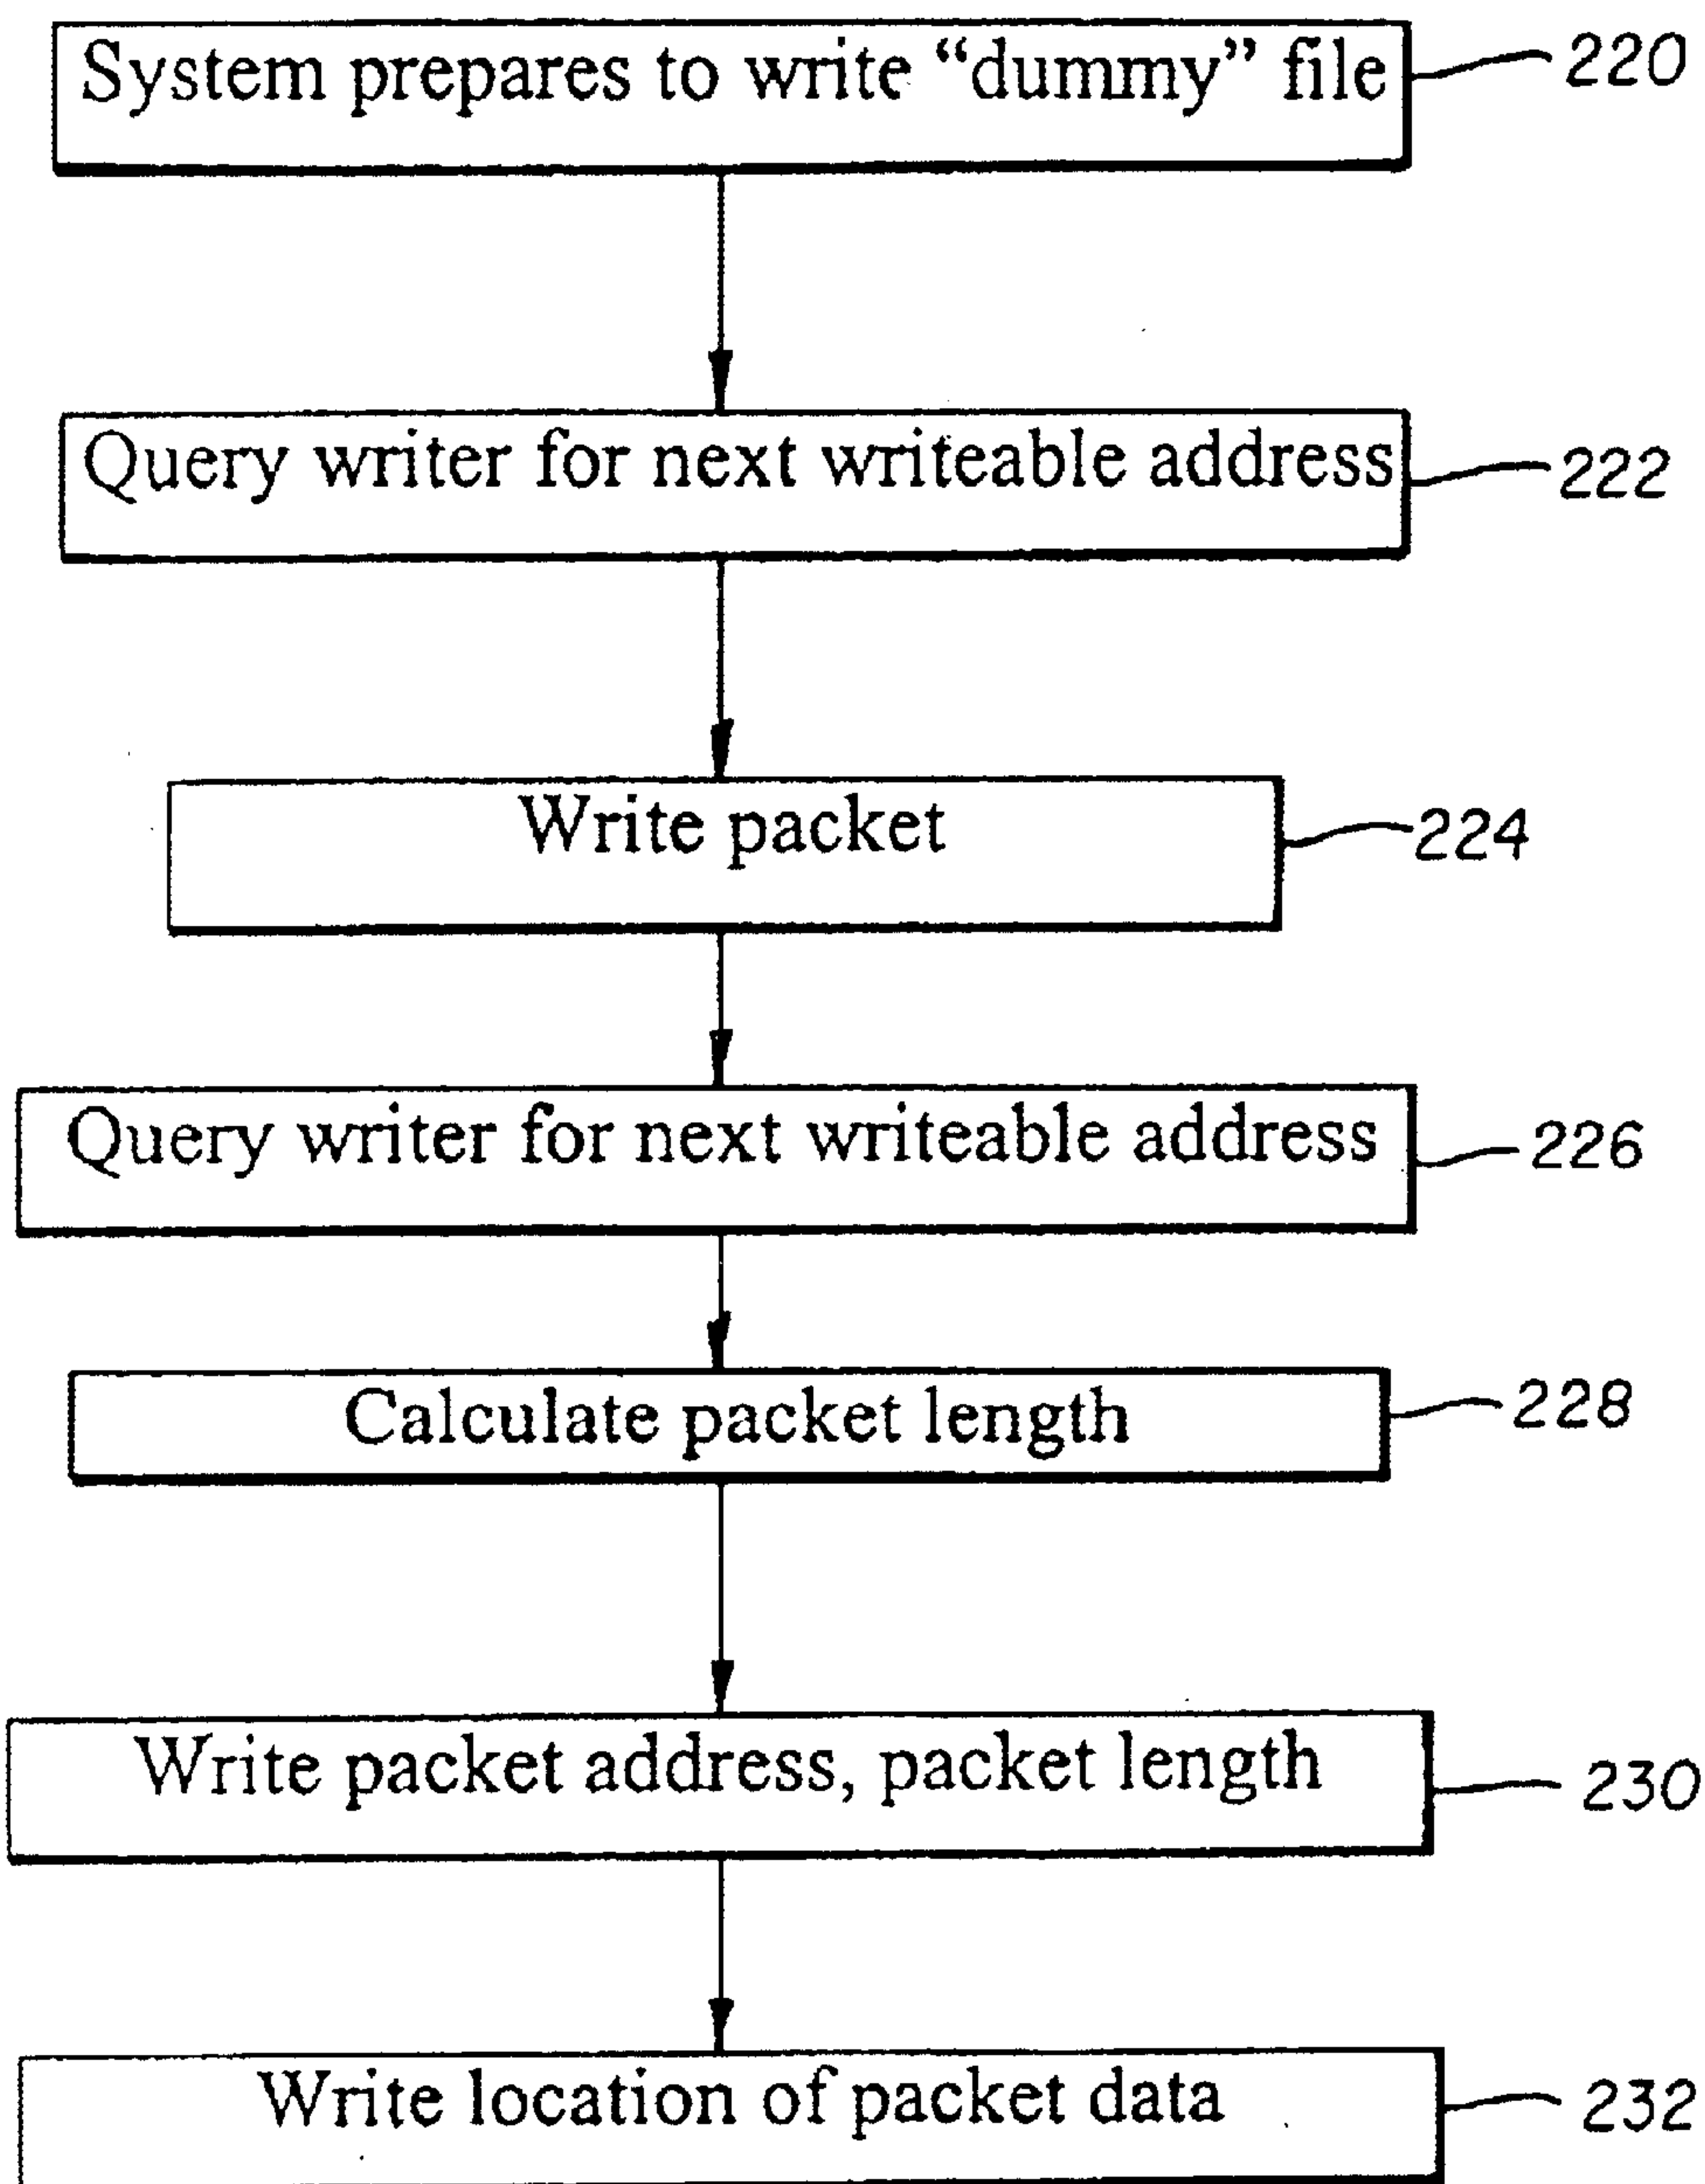 System prepares to write “dummy” file 220
Query writer for next writeable address 222
Write packet 224
Query writer for next writeable address 226
Calculate packet length 228
Write packet address, packet length 230
Write location of packet data 232